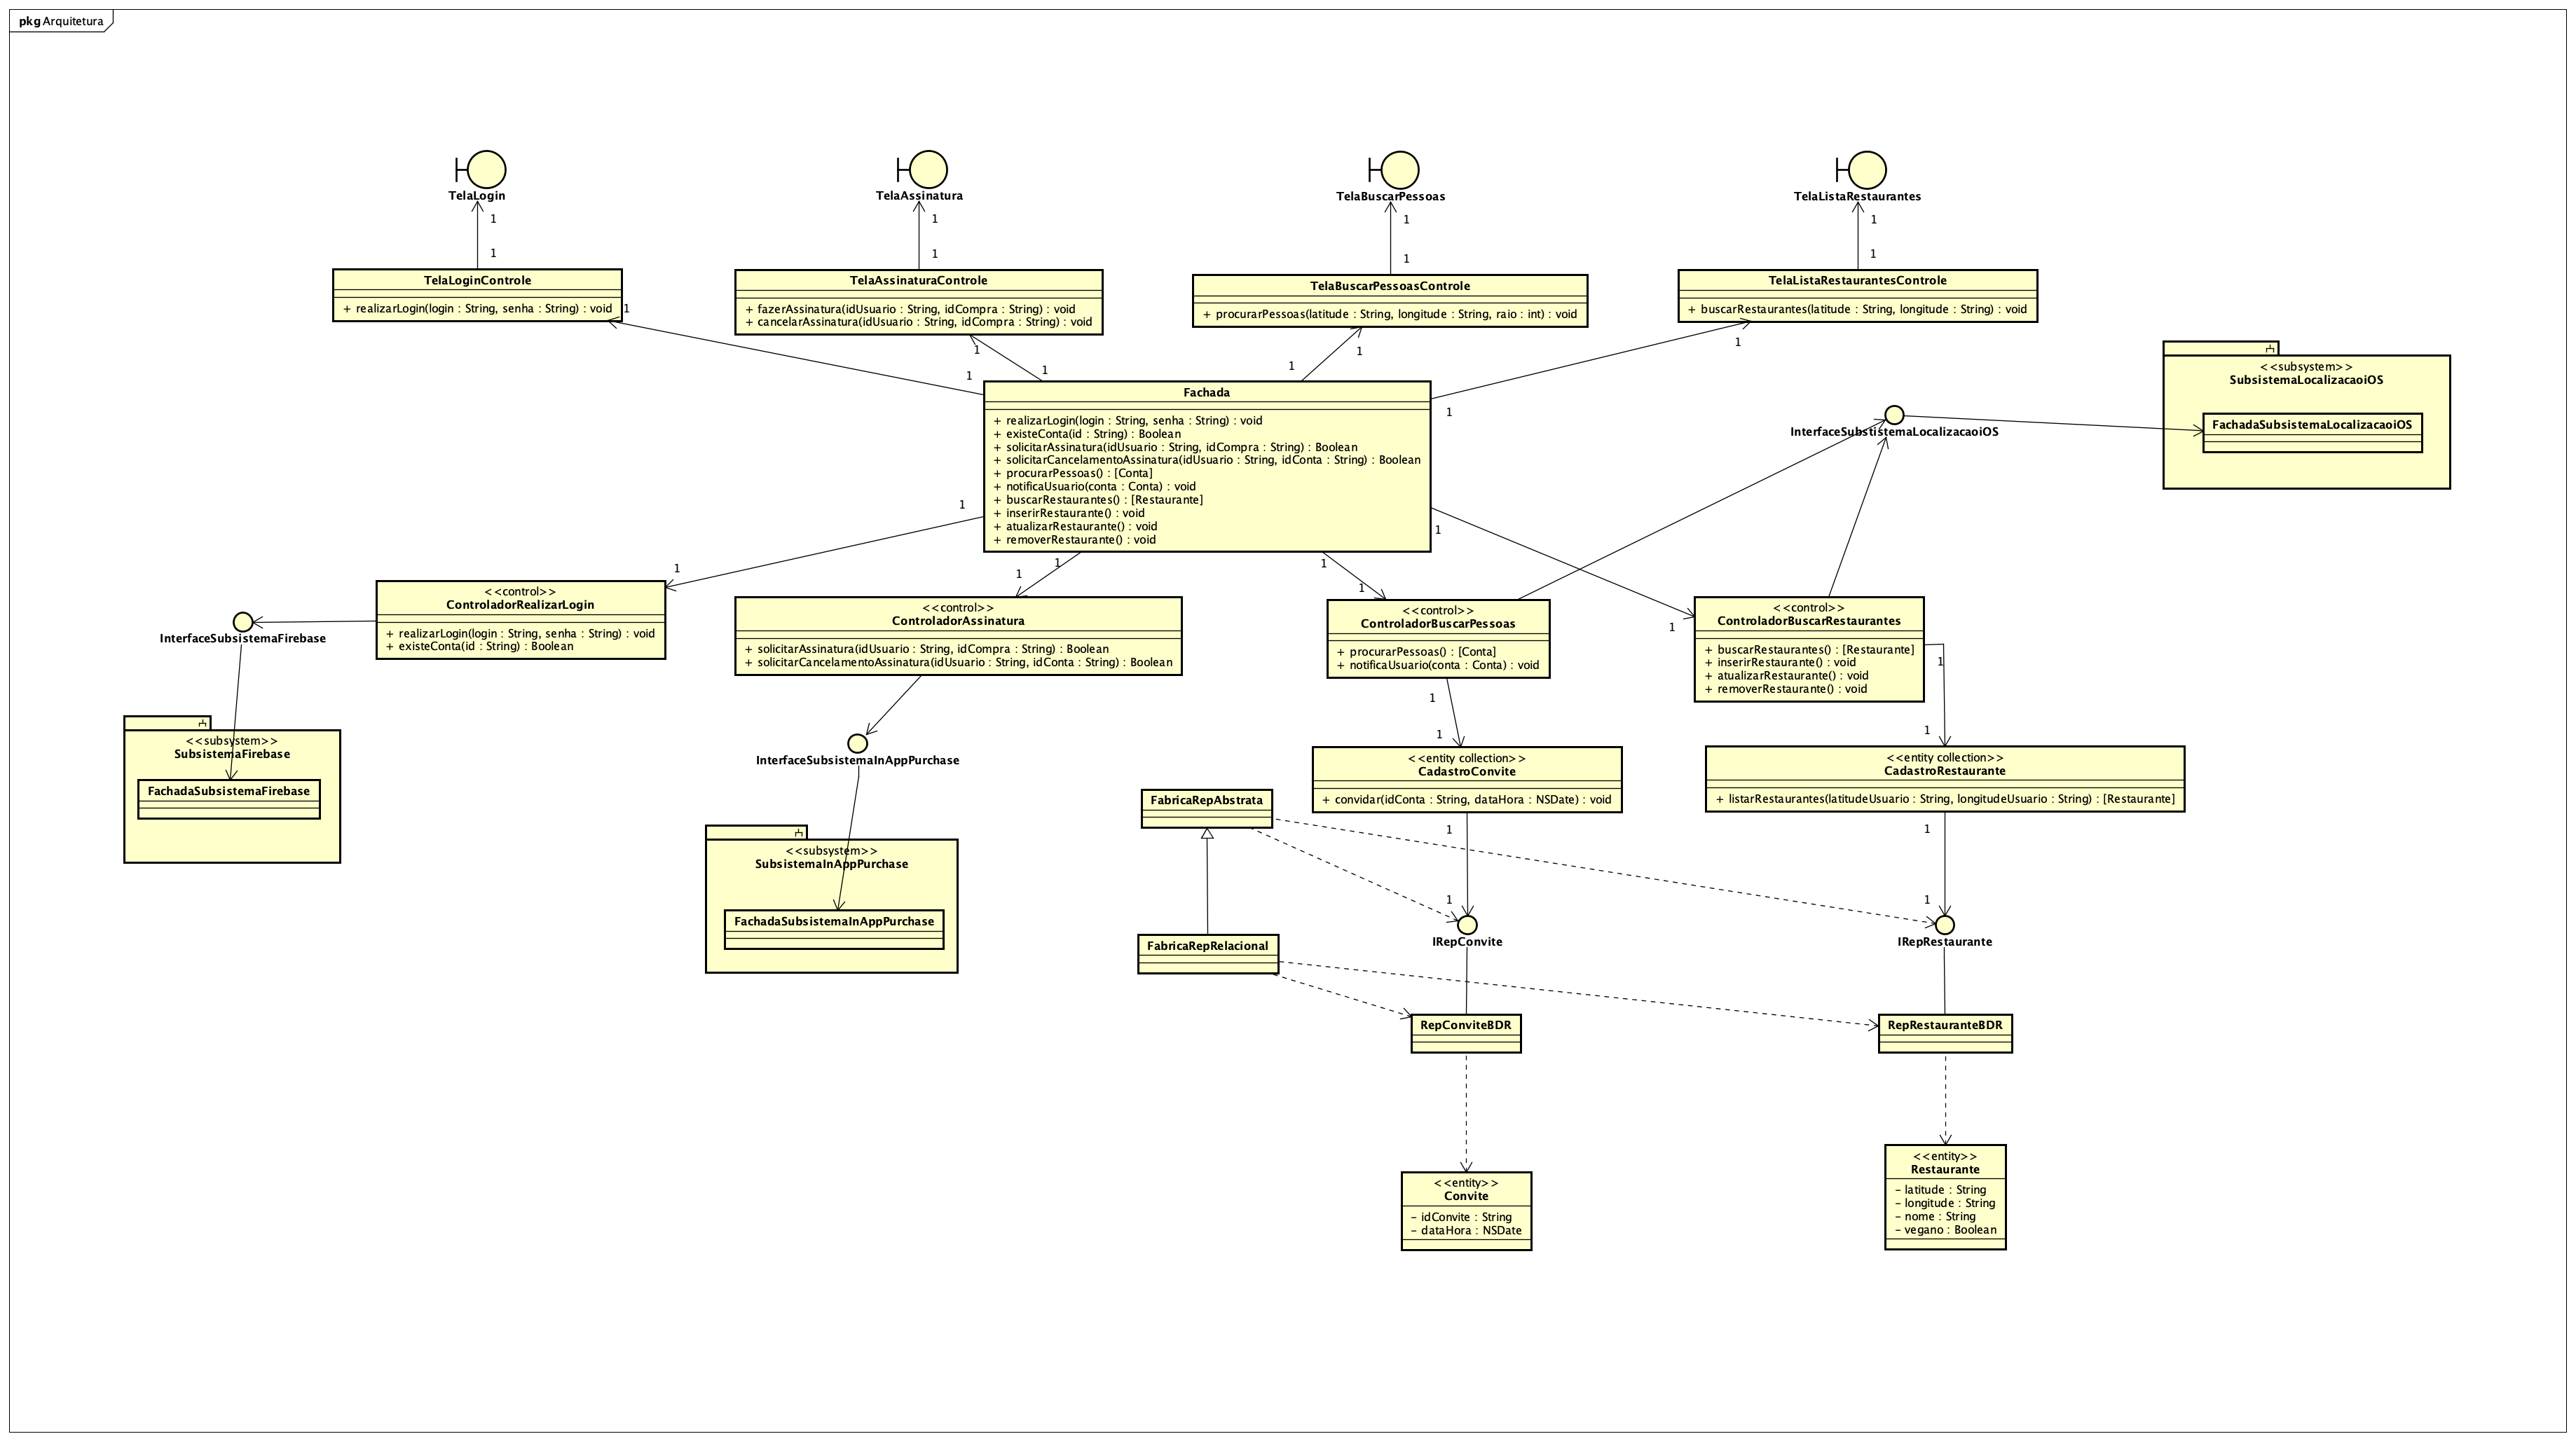 pkg Arquitetura
TelaLogin
TelaAssinatura
TelaBuscarPessoas
TelaListaRestaurantes
1
1
1
1
1
1
1
1
TelaLoginControle
+ realizarLogin(login : String, senha : String) : void
TelaAssinaturaControle
+ fazerAssinatura(idUsuario : String, idCompra : String) : void
+ cancelarAssinatura(idUsuario : String, idCompra : String) : void
TelaBuscarPessoasControle
+ procurarPessoas(latitude : String, longitude : String, raio : int) : void
TelaListaRestaurantesControle
+ buscarRestaurantes(latitude : String, longitude : String) : void
1
1
1
1
1
1
1
1
Fachada
+ realizarLogin(login : String, senha : String) : void
+ existeConta(id : String) : Boolean
+ solicitarAssinatura(idUsuario : String, idCompra : String) : Boolean
+ solicitarCancelamentoAssinatura(idUsuario : String, idConta : String) : Boolean
+ procurarPessoas() : [Conta]
+ notificaUsuario(conta : Conta) : void
+ buscarRestaurantes() : [Restaurante]
+ inserirRestaurante() : void
+ atualizarRestaurante() : void
+ removerRestaurante() : void
<<subsystem>>
SubsistemaLocalizacaoiOS
FachadaSubsistemaLocalizacaoiOS
InterfaceSubstistemaLocalizacaoiOS
1
1
1
1
1
1
1
1
<<control>>
ControladorRealizarLogin
+ realizarLogin(login : String, senha : String) : void
+ existeConta(id : String) : Boolean
InterfaceSubsistemaFirebase
<<control>>
ControladorAssinatura
+ solicitarAssinatura(idUsuario : String, idCompra : String) : Boolean
+ solicitarCancelamentoAssinatura(idUsuario : String, idConta : String) : Boolean
<<control>>
ControladorBuscarPessoas
+ procurarPessoas() : [Conta]
+ notificaUsuario(conta : Conta) : void
<<control>>
ControladorBuscarRestaurantes
+ buscarRestaurantes() : [Restaurante]
+ inserirRestaurante() : void
+ atualizarRestaurante() : void
+ removerRestaurante() : void
1
1
1
1
<<subsystem>>
SubsistemaFirebase
FachadaSubsistemaFirebase
InterfaceSubsistemaInAppPurchase
<<subsystem>>
SubsistemaInAppPurchase
FachadaSubsistemaInAppPurchase
<<entity collection>>
CadastroConvite
+ convidar(idConta : String, dataHora : NSDate) : void
<<entity collection>>
CadastroRestaurante
+ listarRestaurantes(latitudeUsuario : String, longitudeUsuario : String) : [Restaurante]
FabricaRepAbstrata
1
1
1
1
IRepConvite
IRepRestaurante
FabricaRepRelacional
RepConviteBDR
RepRestauranteBDR
<<entity>>
Convite
- idConvite : String
- dataHora : NSDate
<<entity>>
Restaurante
- latitude : String
- longitude : String
- nome : String
- vegano : Boolean